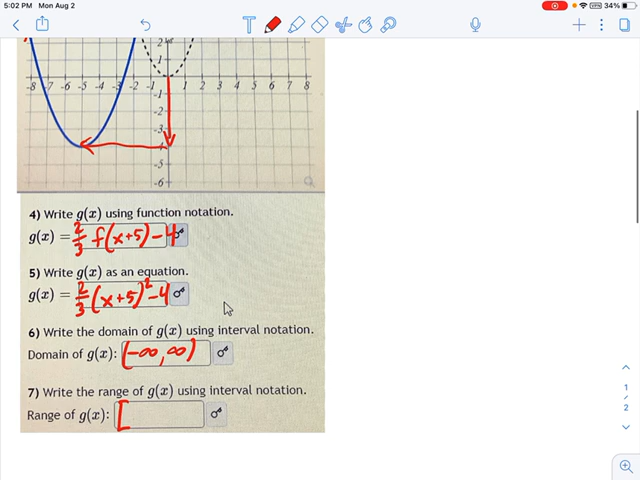 5:02 PM Mon Aug 2
34%
T
2
1
-8 -7 -6 -5 -4 -3 -2 -1 1 2 3 4 5 6 7 8
-1
-2
-3
-4
-5
-6
4) Write g(x) using function notation.
g(x) = 2/3 f(x+5) - 4
5) Write g(x) as an equation.
g(x) = 2/3 (x+5)² - 4
6) Write the domain of g(x) using interval notation.
Domain of g(x): (-∞, ∞)
7) Write the range of g(x) using interval notation.
Range of g(x): [
1
/
2